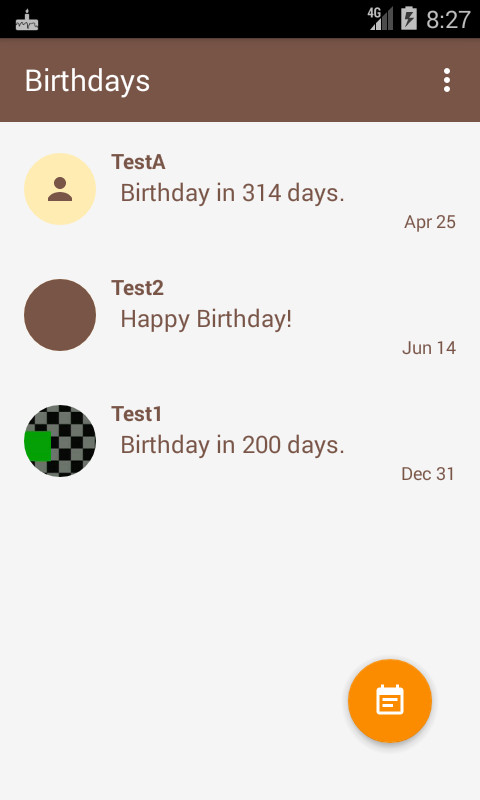 4G 8:27
Birthdays
TestA
Birthday in 314 days.
Apr 25
Test2
Happy Birthday!
Jun 14
Test1
Birthday in 200 days.
Dec 31